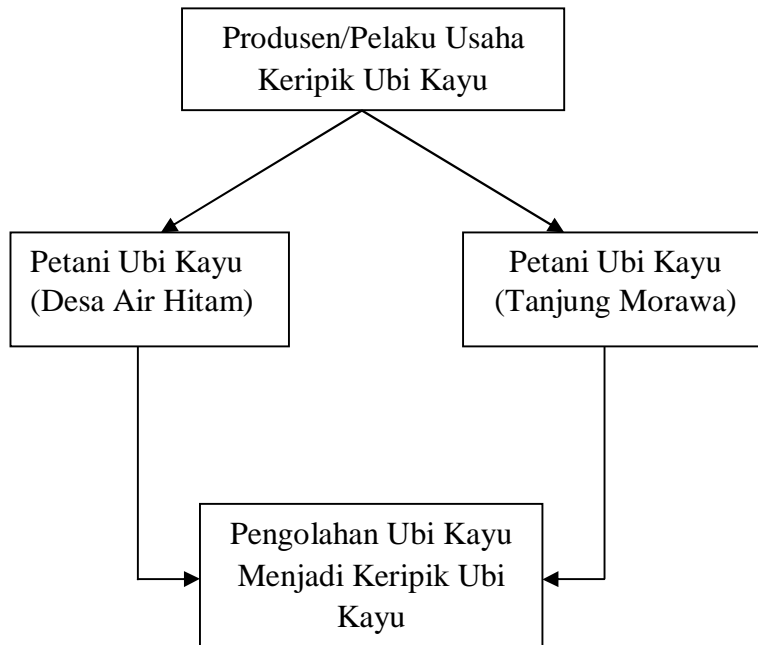 Produsen/Pelaku Usaha
Keripik Ubi Kayu
Petani Ubi Kayu
(Desa Air Hitam)
Petani Ubi Kayu
(Tanjung Morawa)
Pengolahan Ubi Kayu
Menjadi Keripik Ubi
Kayu